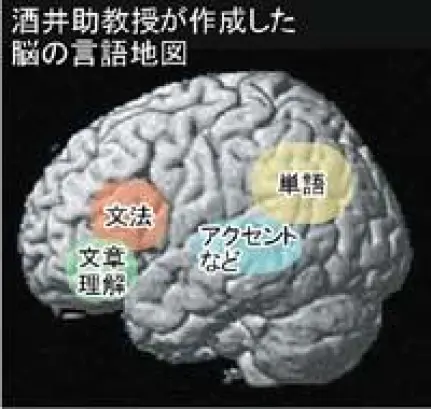 酒井助教授が作成した
脳の言語地図
単語
文法
アクセント
など
文章
理解